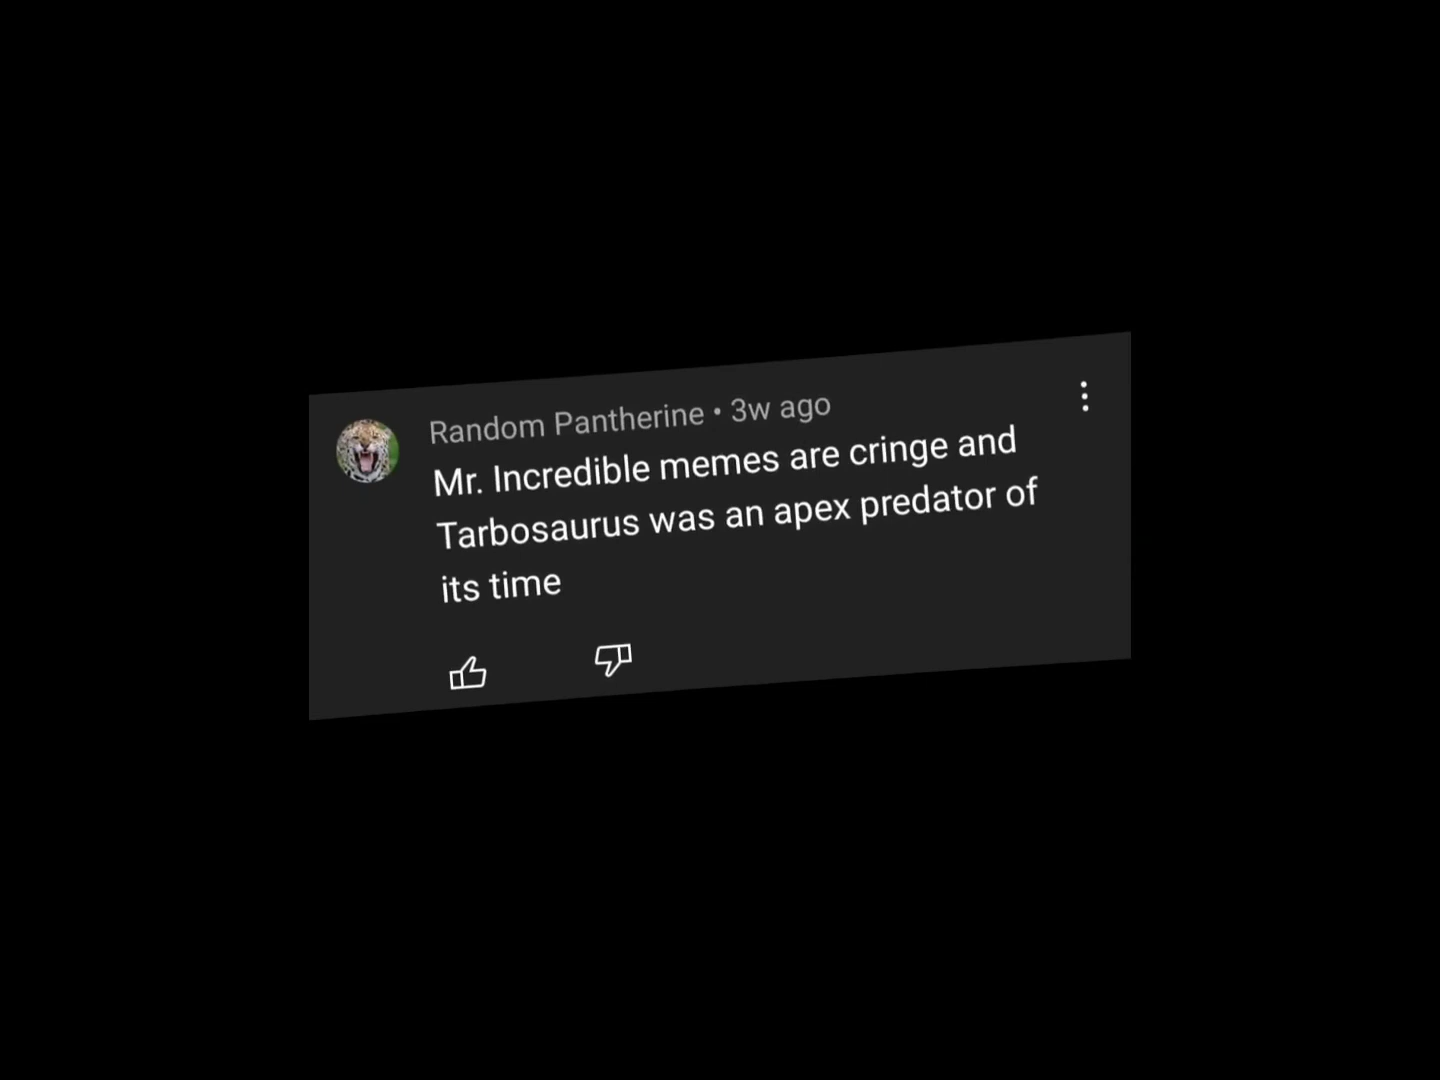 Random Pantherine • 3w ago
Mr. Incredible memes are cringe and
Tarbosaurus was an apex predator of
its time